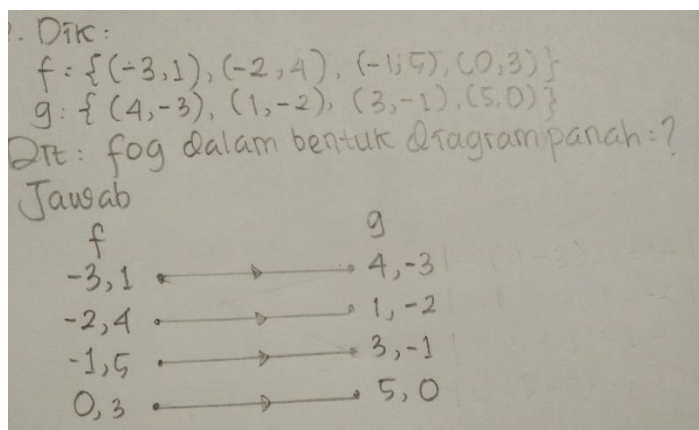 . Dik:
f = {(-3,1), (-2,4), (-1,5), (0,3)}
g: { (4,-3), (1,-2), (3,-1), (5,0)}
Dit: fog dalam bentuk diagram panah:?
Jawab
f g
-3,1 4,-3
-2,4 1,-2
-1,5 3,-1
0,3 5,0